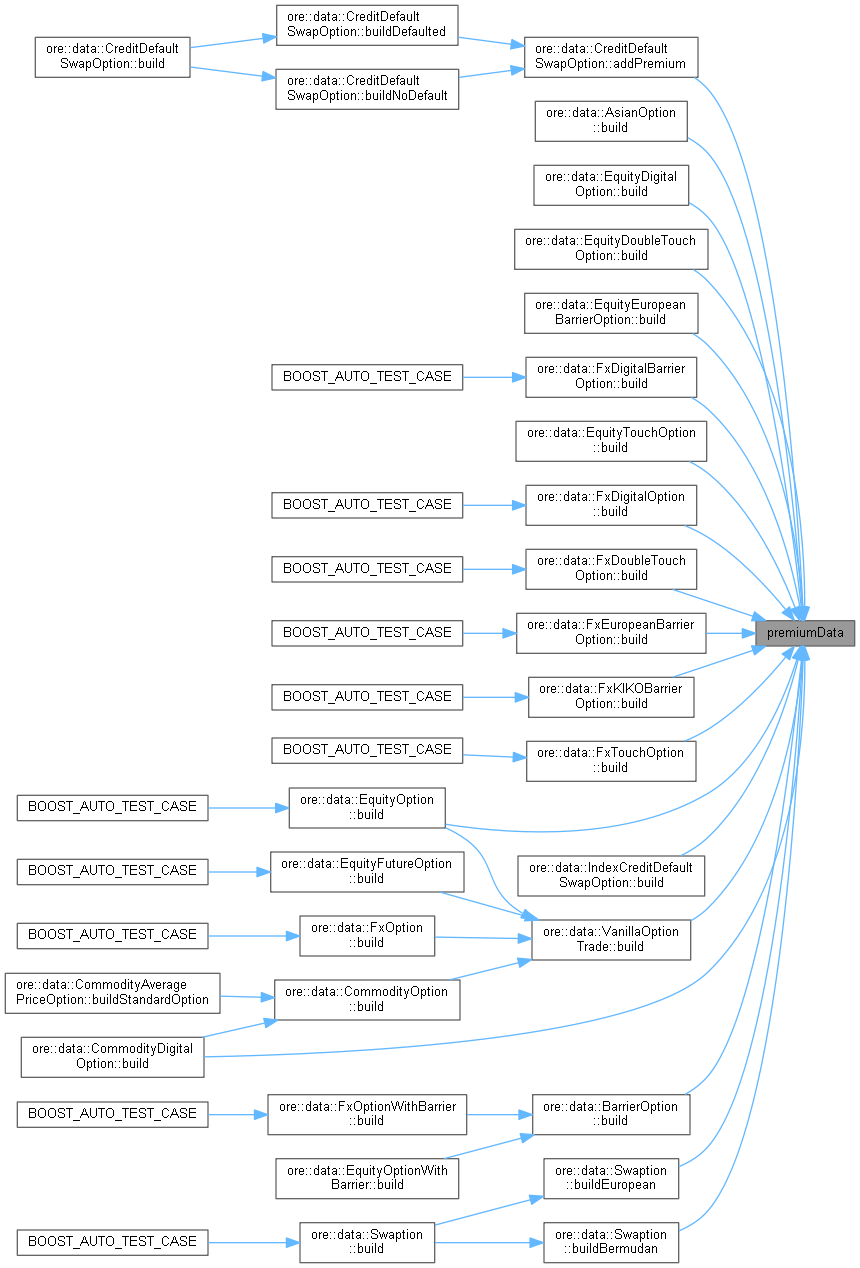 ore::data::CreditDefault
SwapOption::build
ore::data::CreditDefault
SwapOption::buildDefaulted
ore::data::CreditDefault
SwapOption::buildNoDefault
ore::data::CreditDefault
SwapOption::addPremium
ore::data::AsianOption
::build
ore::data::EquityDigital
Option::build
ore::data::EquityDoubleTouch
Option::build
ore::data::EquityEuropean
BarrierOption::build
BOOST_AUTO_TEST_CASE
ore::data::FxDigitalBarrier
Option::build
ore::data::EquityTouchOption
::build
BOOST_AUTO_TEST_CASE
ore::data::FxDigitalOption
::build
BOOST_AUTO_TEST_CASE
ore::data::FxDoubleTouch
Option::build
BOOST_AUTO_TEST_CASE
ore::data::FxEuropeanBarrier
Option::build
premiumData
BOOST_AUTO_TEST_CASE
ore::data::FxKIKOBarrier
Option::build
BOOST_AUTO_TEST_CASE
ore::data::FxTouchOption
::build
BOOST_AUTO_TEST_CASE
ore::data::EquityOption
::build
BOOST_AUTO_TEST_CASE
ore::data::EquityFutureOption
::build
ore::data::IndexCreditDefault
SwapOption::build
BOOST_AUTO_TEST_CASE
ore::data::FxOption
::build
ore::data::VanillaOption
Trade::build
ore::data::CommodityAverage
PriceOption::buildStandardOption
ore::data::CommodityOption
::build
ore::data::CommodityDigital
Option::build
BOOST_AUTO_TEST_CASE
ore::data::FxOptionWithBarrier
::build
ore::data::BarrierOption
::build
ore::data::EquityOptionWith
Barrier::build
ore::data::Swaption
::buildEuropean
BOOST_AUTO_TEST_CASE
ore::data::Swaption
::build
ore::data::Swaption
::buildBermudan